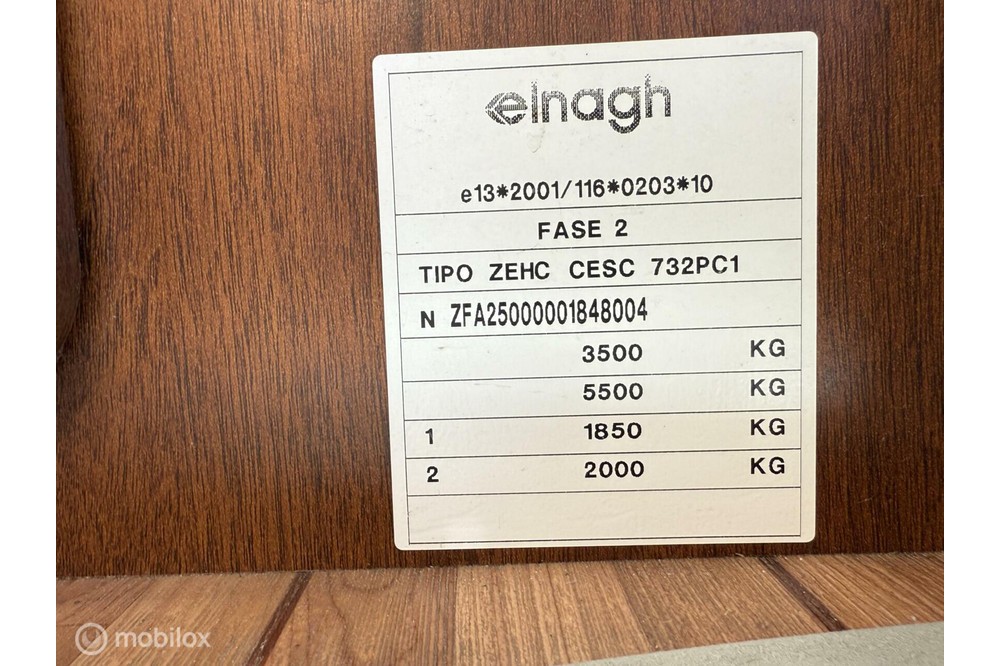 elnagh
e13*2001/116*0203*10
FASE 2
TIPO ZEHC CESC 732PC1
N ZFA25000001848004
3500 KG
5500 KG
1 1850 KG
2 2000 KG
mobilox